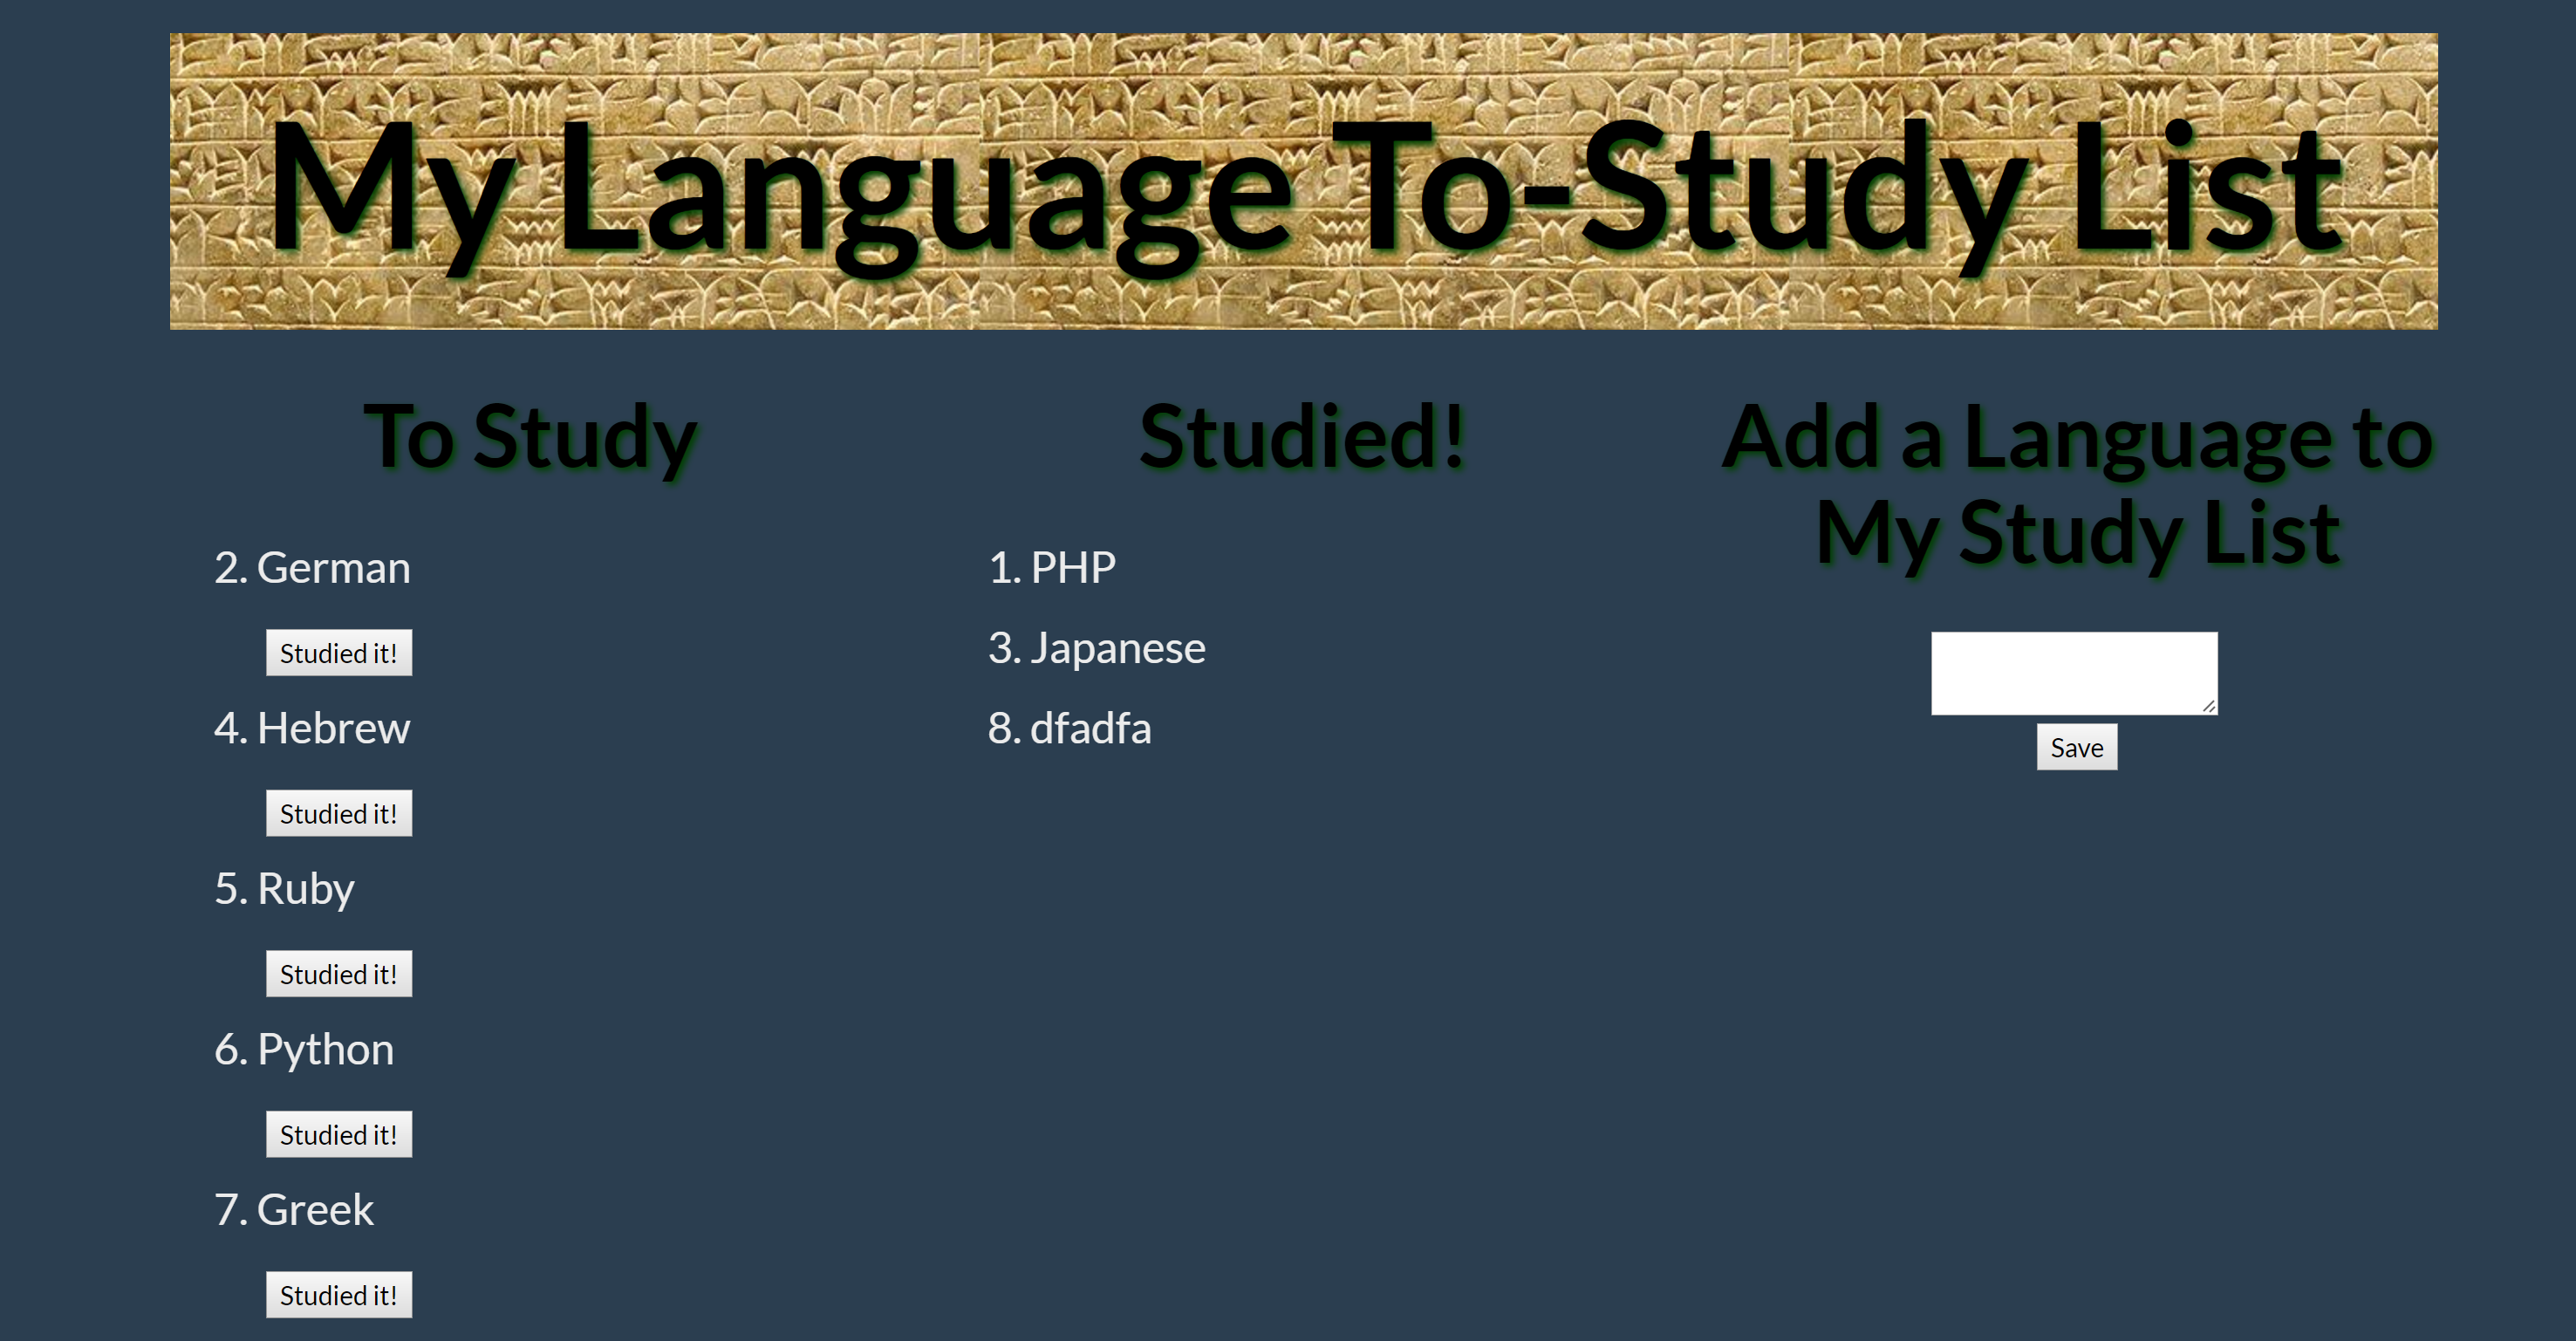 My Language To-Study List
To Study
2. German
Studied it!
4. Hebrew
Studied it!
5. Ruby
Studied it!
6. Python
Studied it!
7. Greek
Studied it!
Studied!
1. PHP
3. Japanese
8. dfadfa
Add a Language to
My Study List
Save